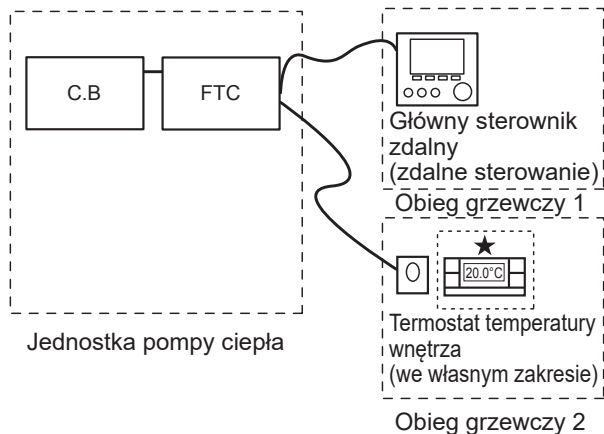 C.B
FTC
Jednostka pompy ciepła
Główny sterownik
zdalny
(zdalne sterowanie)
Obieg grzewczy 1
20.0°C
Termostat temperatury
wnętrza
(we własnym zakresie)
Obieg grzewczy 2